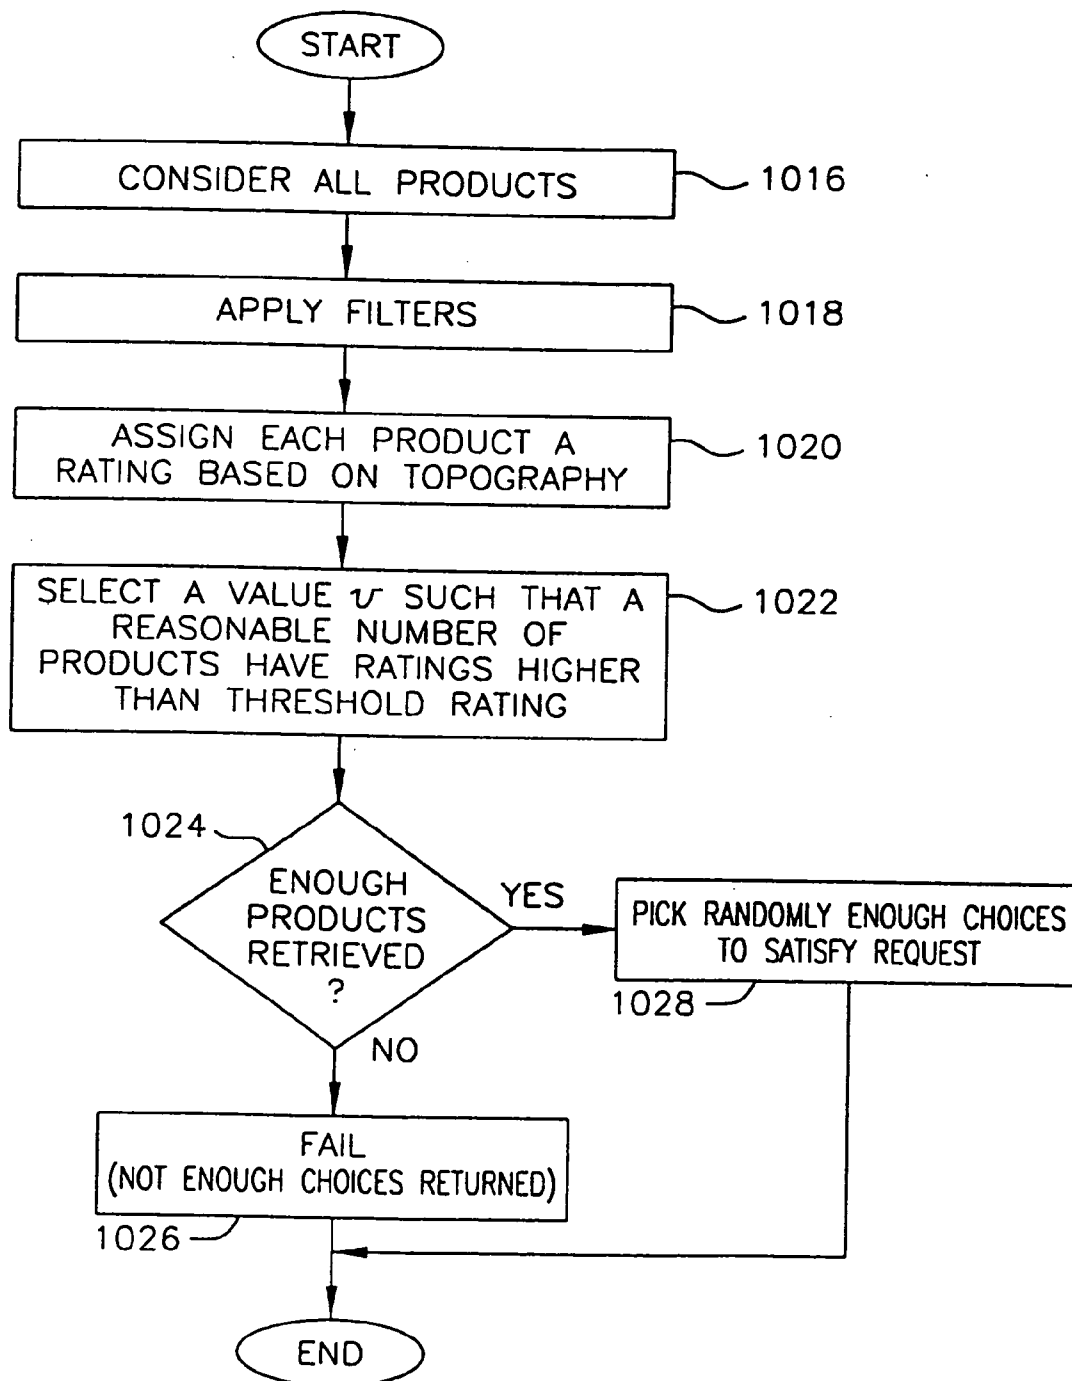 START
CONSIDER ALL PRODUCTS
1016
APPLY FILTERS
1018
ASSIGN EACH PRODUCT A
RATING BASED ON TOPOGRAPHY
1020
SELECT A VALUE v SUCH THAT A
REASONABLE NUMBER OF
PRODUCTS HAVE RATINGS HIGHER
THAN THRESHOLD RATING
1022
1024
ENOUGH
PRODUCTS
RETRIEVED
?
YES
PICK RANDOMLY ENOUGH CHOICES
TO SATISFY REQUEST
1028
NO
FAIL
(NOT ENOUGH CHOICES RETURNED)
1026
END